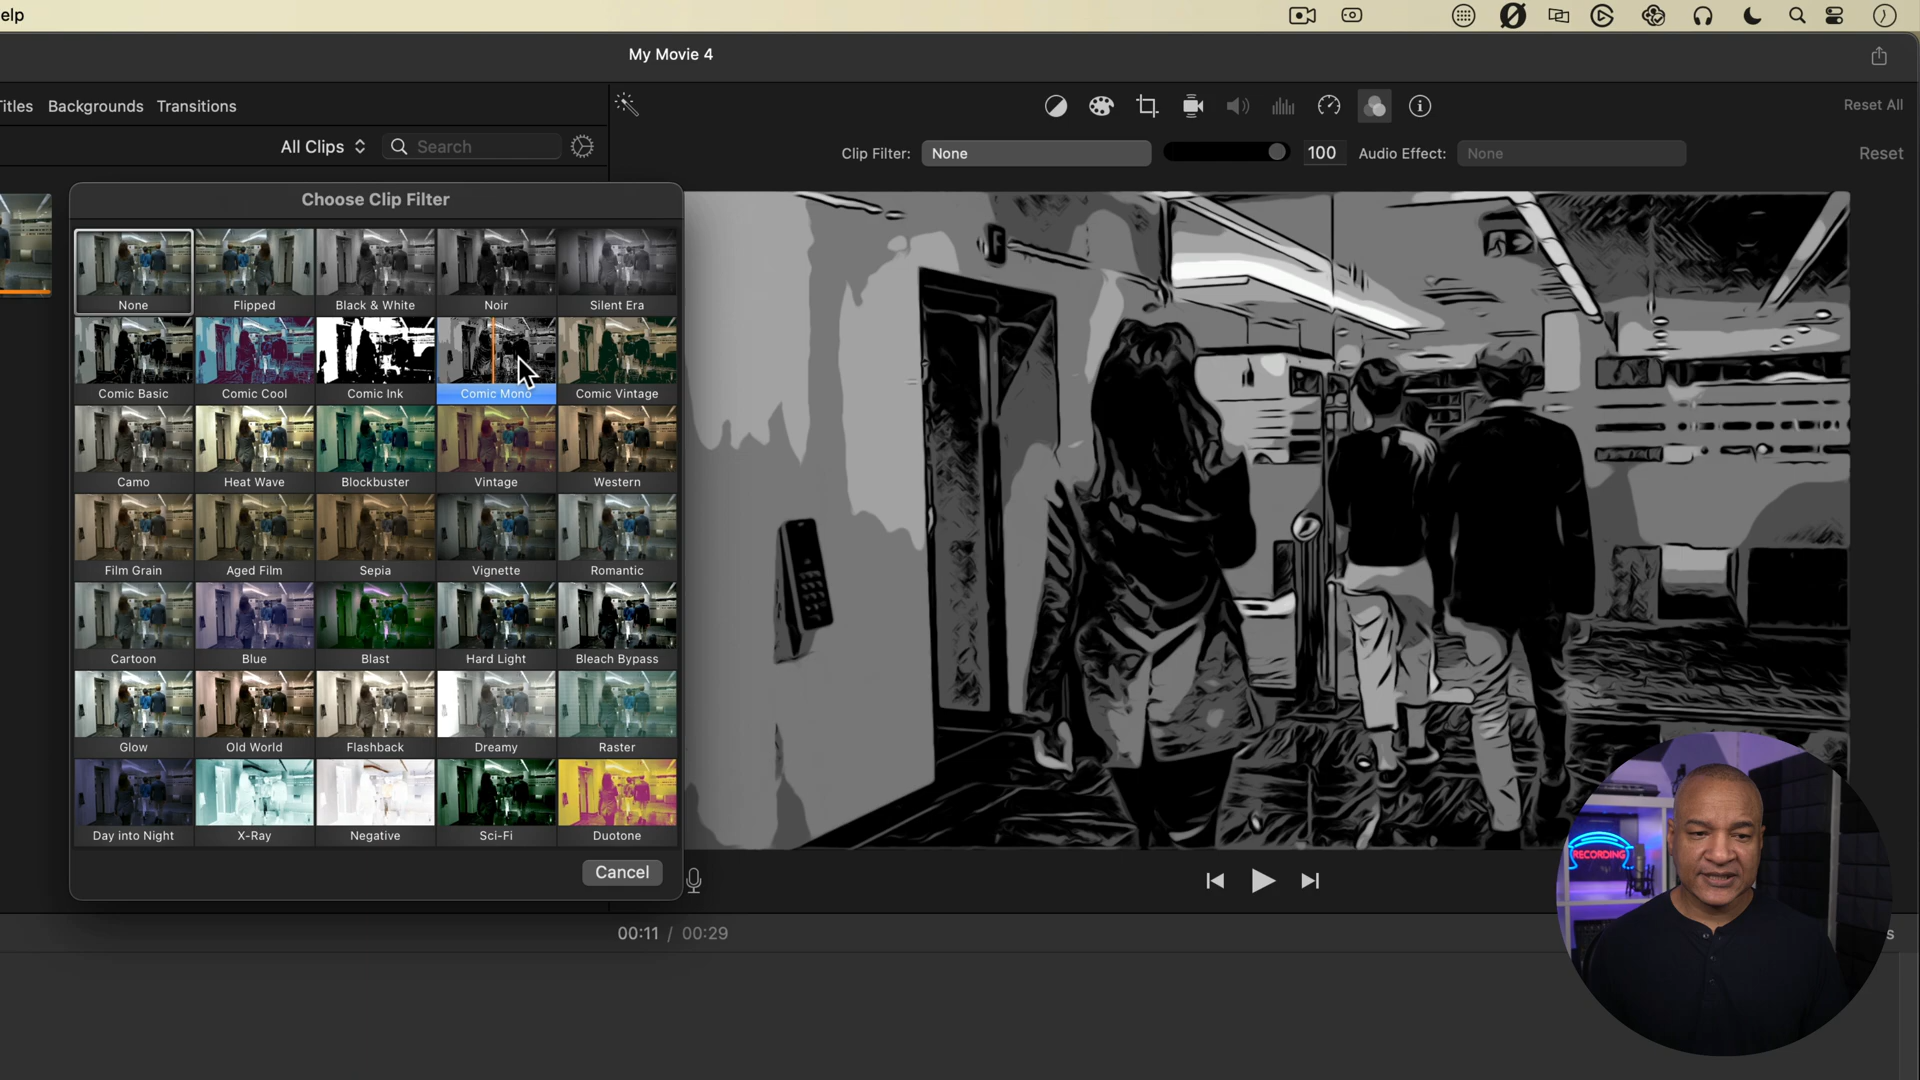 elp
My Movie 4
Titles Backgrounds Transitions
Reset All
All Clips Search
Clip Filter: None 100 Audio Effect: None Reset
Choose Clip Filter
None Flipped Black & White Noir Silent Era
Comic Basic Comic Cool Comic Ink Comic Mono Comic Vintage
Camo Heat Wave Blockbuster Vintage Western
Film Grain Aged Film Sepia Vignette Romantic
Cartoon Blue Blast Hard Light Bleach Bypass
Glow Old World Flashback Dreamy Raster
Day into Night X-Ray Negative Sci-Fi Duotone
Cancel
RECORDING
00:11 / 00:29
s